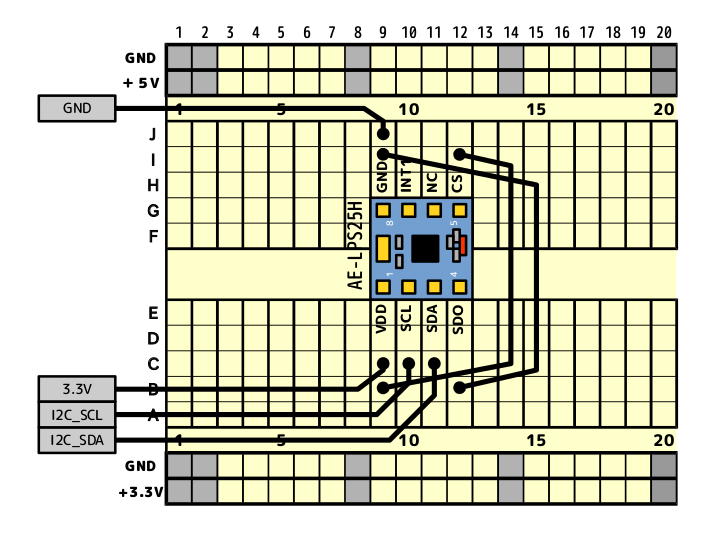 1 2 3 4 5 6 7 8 9 10 11 12 13 14 15 16 17 18 19 20
GND
+5V
GND
1 5 10 15 20
J
I
H
G
F
GND INT1 NC CS
AE-LPS25H
8 5
1 4
VDD SCL SDA SDO
E
D
C
B
A
3.3V
I2C_SCL
I2C_SDA
1 5 10 15 20
GND
+3.3V